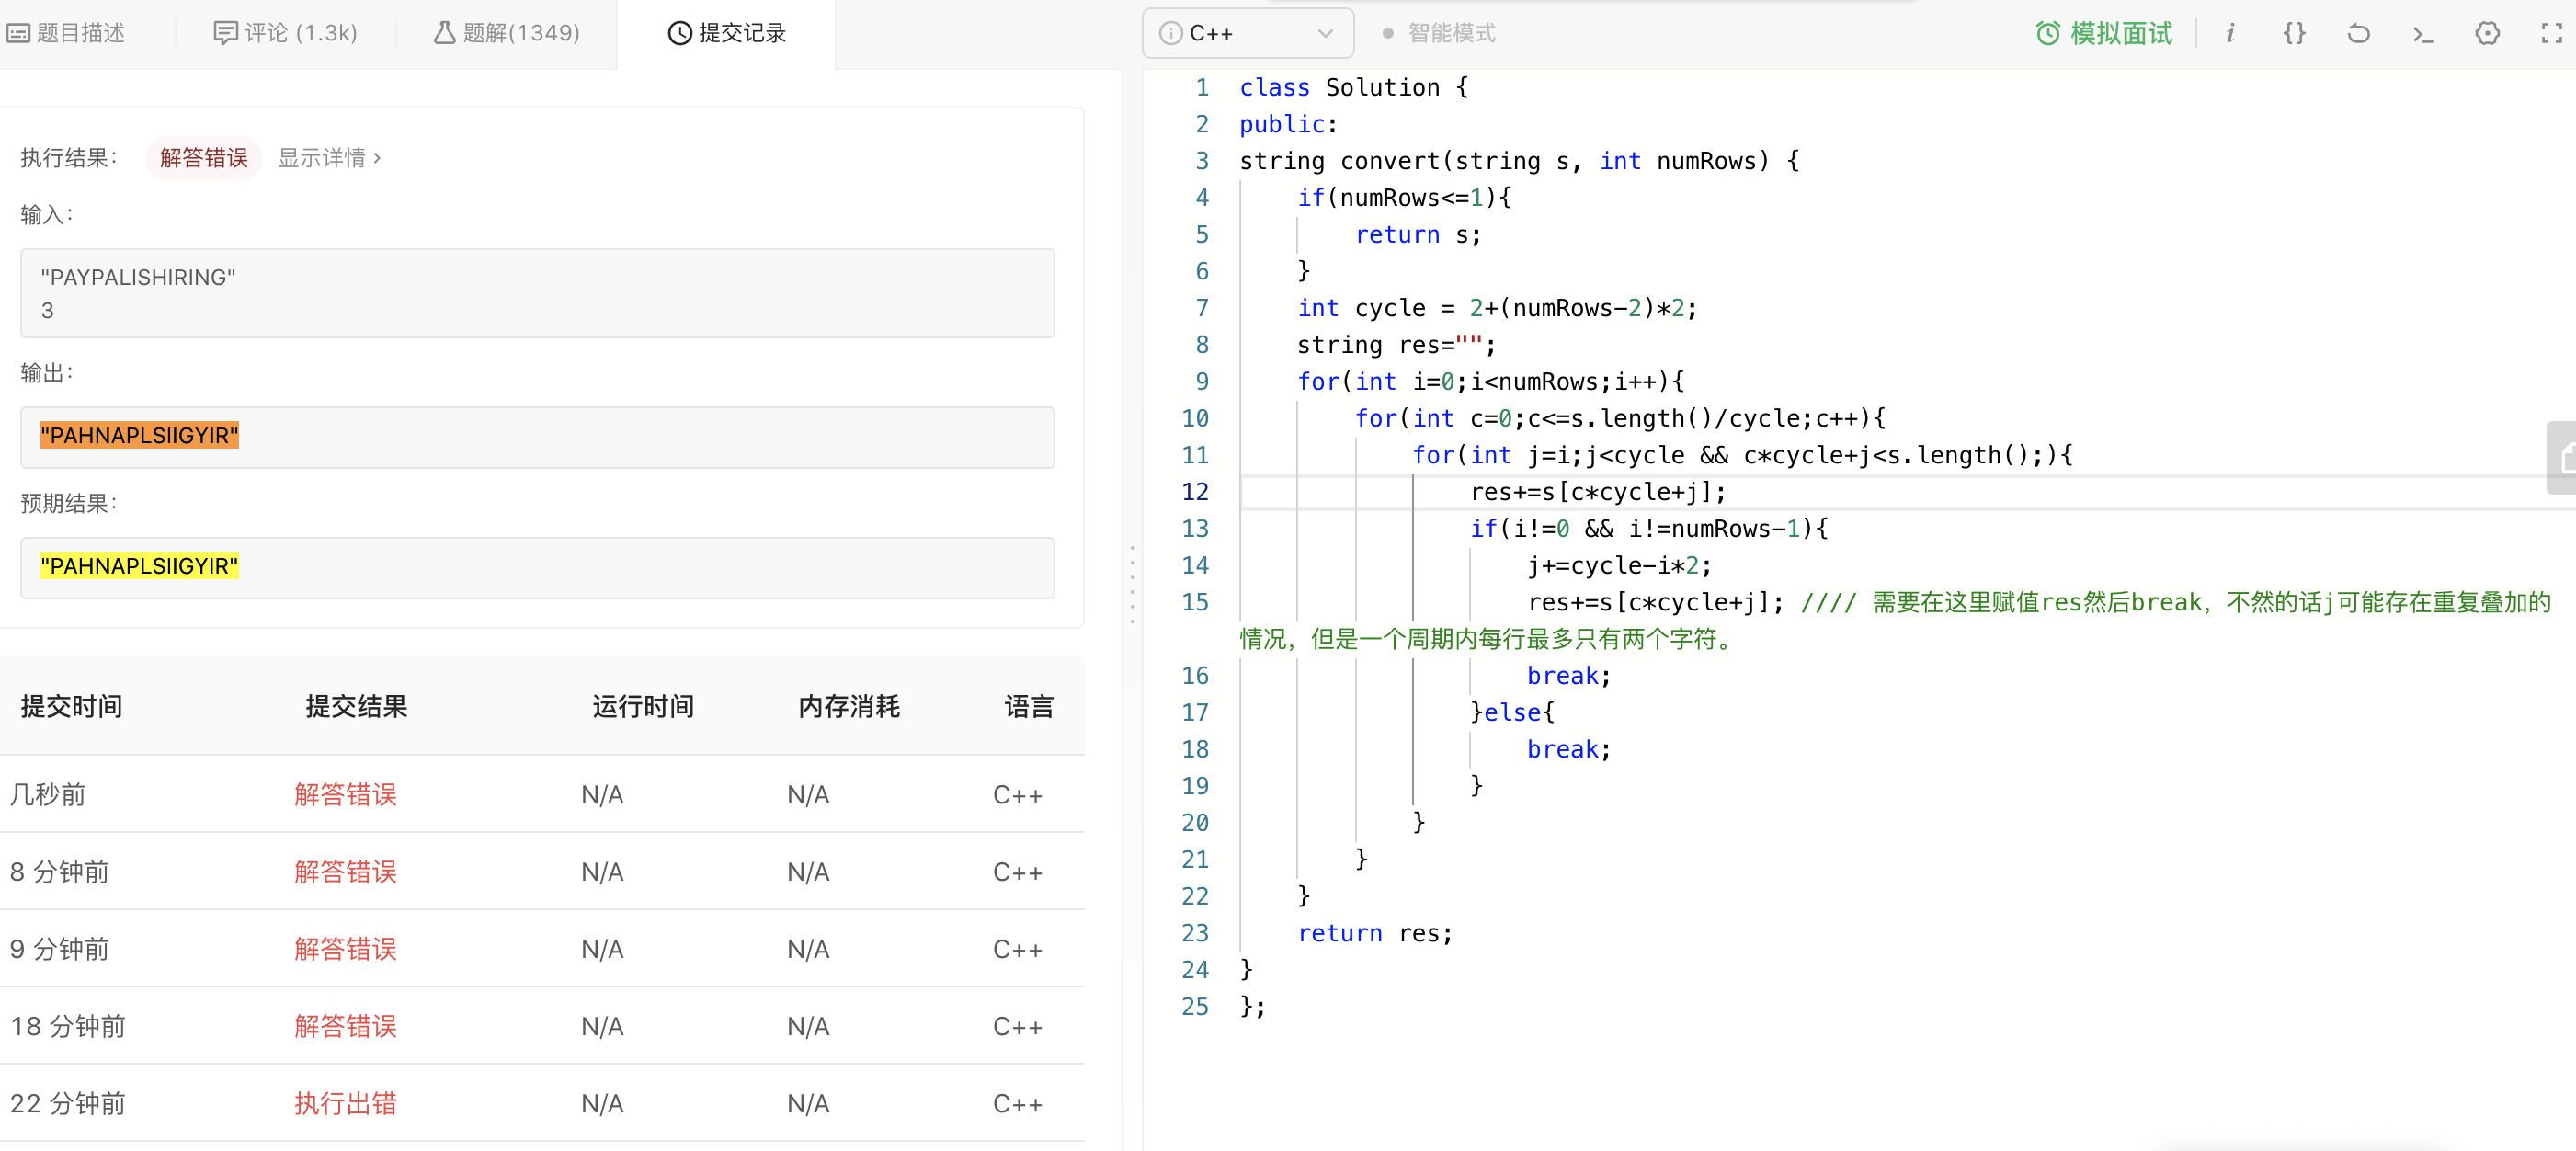 题目描述
评论 (1.3k)
题解(1349)
提交记录
C++
智能模式
模拟面试
执行结果：
解答错误
显示详情 >
输入：
"PAYPALISHIRING"
3
输出：
"PAHNAPLSIIGYIR"
预期结果：
"PAHNAPLSIIGYIR"
提交时间 提交结果 运行时间 内存消耗 语言
几秒前 解答错误 N/A N/A C++
8 分钟前 解答错误 N/A N/A C++
9 分钟前 解答错误 N/A N/A C++
18 分钟前 解答错误 N/A N/A C++
22 分钟前 执行出错 N/A N/A C++
1 class Solution {
2 public:
3 string convert(string s, int numRows) {
4     if(numRows<=1){
5         return s;
6     }
7     int cycle = 2+(numRows-2)*2;
8     string res="";
9     for(int i=0;i<numRows;i++){
10         for(int c=0;c<=s.length()/cycle;c++){
11             for(int j=i;j<cycle && c*cycle+j<s.length();){
12                 res+=s[c*cycle+j];
13                 if(i!=0 && i!=numRows-1){
14                     j+=cycle-i*2;
15                     res+=s[c*cycle+j]; //// 需要在这里赋值res然后break，不然的话j可能存在重复叠加的
情况，但是一个周期内每行最多只有两个字符。
16                     break;
17                 }else{
18                     break;
19                 }
20             }
21         }
22     }
23     return res;
24 }
25 };